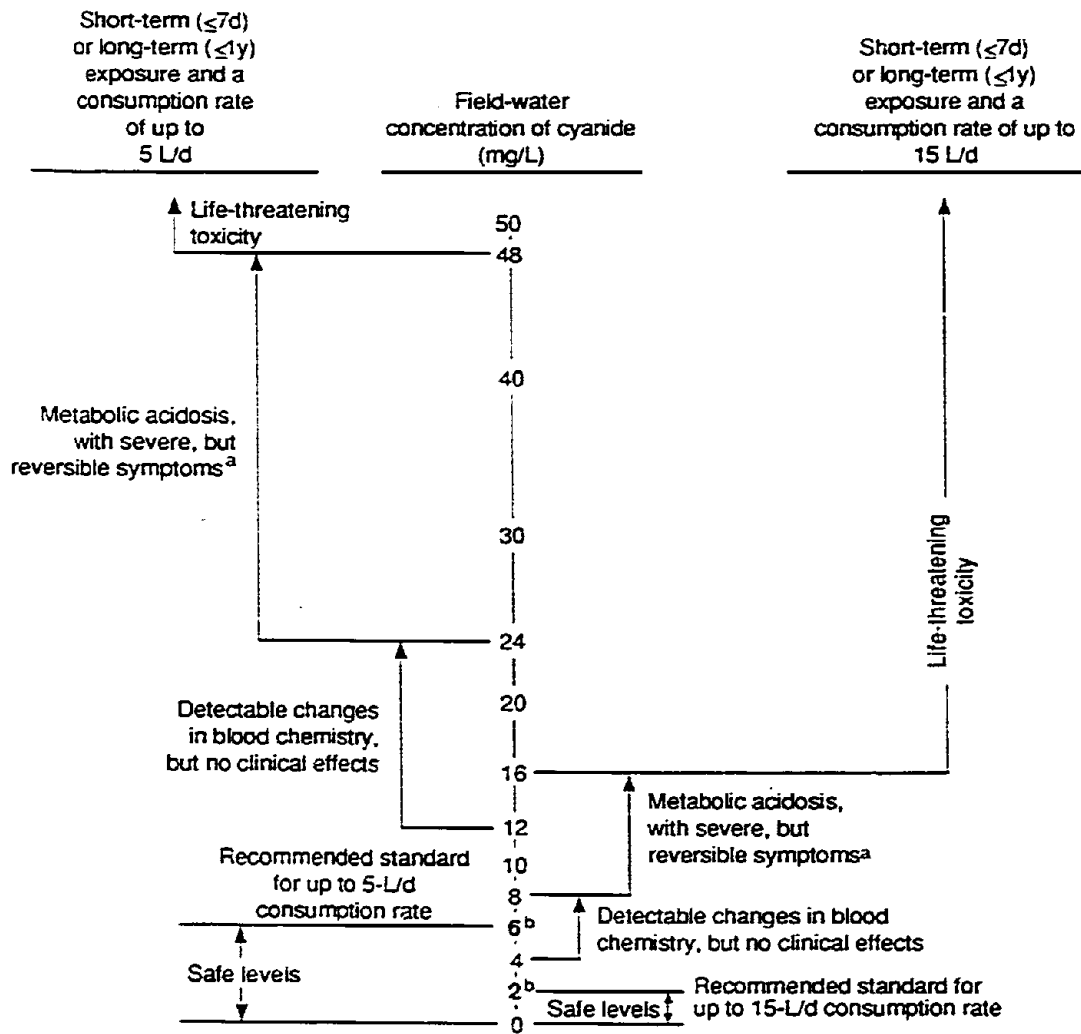 Short-term (≤7d)
or long-term (≤1y)
exposure and a
consumption rate
of up to
5 L/d
Field-water
concentration of cyanide
(mg/L)
Short-term (≤7d)
or long-term (≤1y)
exposure and a
consumption rate of up to
15 L/d
Life-threatening
toxicity
50
48
40
Metabolic acidosis,
with severe, but
reversible symptomsᵃ
30
Life-threatening
toxicity
24
20
Detectable changes
in blood chemistry,
but no clinical effects
16
Metabolic acidosis,
with severe, but
reversible symptomsᵃ
12
10
Recommended standard
for up to 5-L/d
consumption rate
8
6ᵇ
Detectable changes in blood
chemistry, but no clinical effects
4
Safe levels
2ᵇ
Safe levels
Recommended standard for
up to 15-L/d consumption rate
0